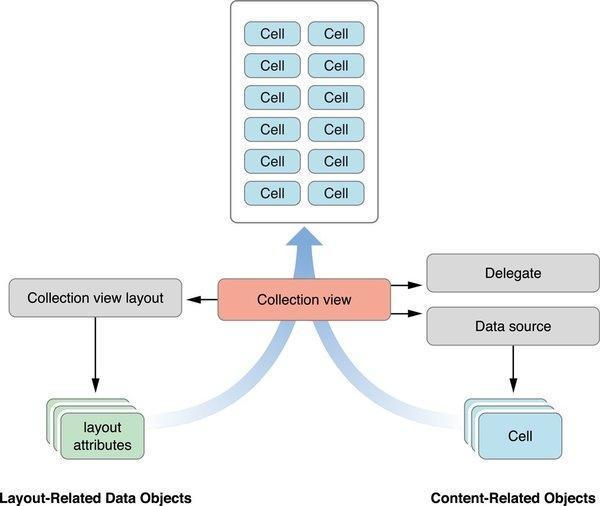 Cell Cell
Cell Cell
Cell Cell
Cell Cell
Cell Cell
Cell Cell
Delegate
Collection view layout
Collection view
Data source
layout
attributes
Cell
Layout-Related Data Objects
Content-Related Objects